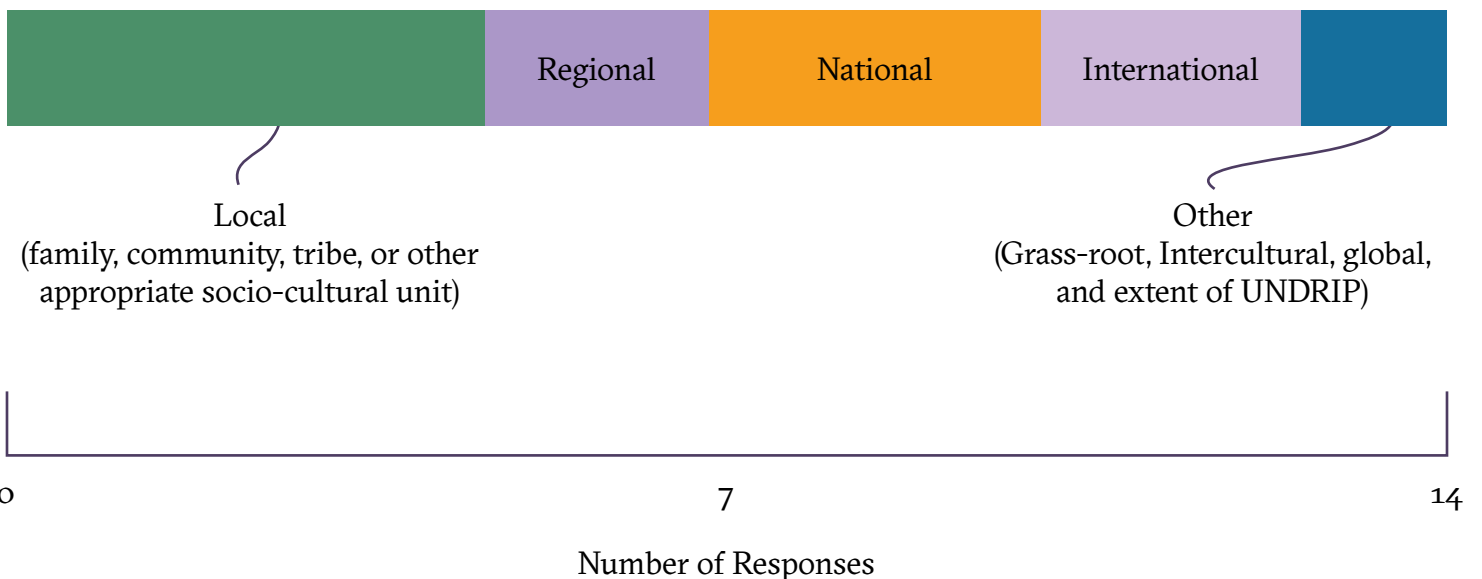 Regional
National
International
Local
(family, community, tribe, or other
appropriate socio-cultural unit)
Other
(Grass-root, Intercultural, global,
and extent of UNDRIP)
0
7
14
Number of Responses